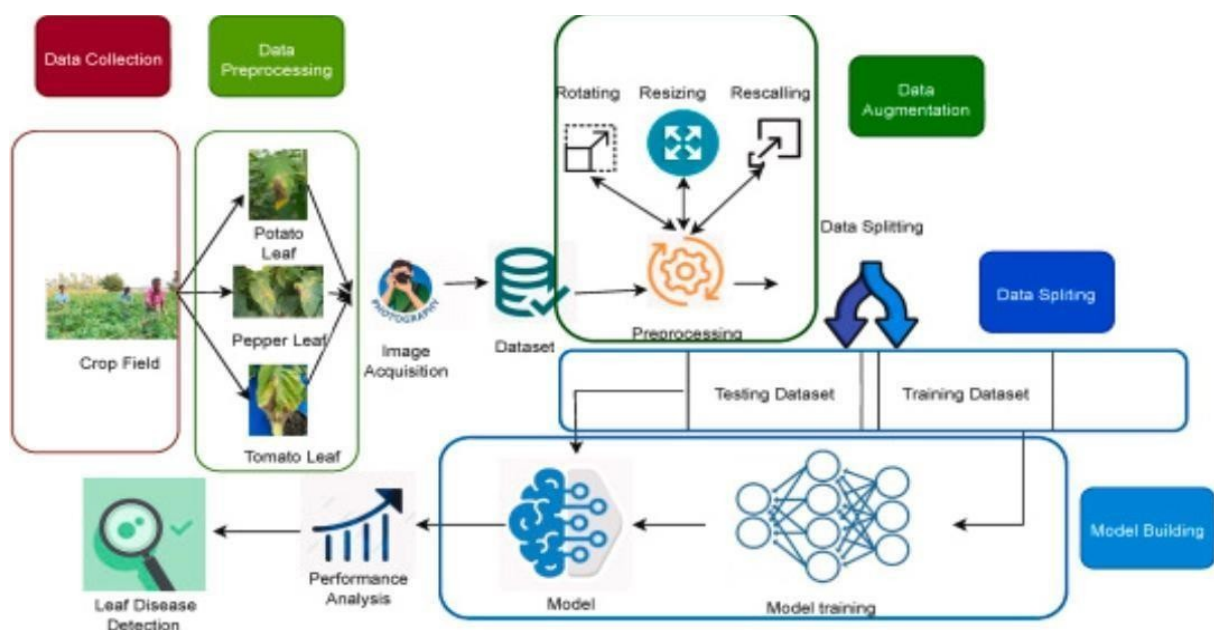 Data Collection
Data
Preprocessing
Rotating
Resizing
Rescalling
Data
Augmentation
Potato
Leaf
Pepper Leaf
Tomato Leaf
Crop Field
PHOTOGRAPHY
Image
Acquisition
Dataset
Preprocessing
Data Splitting
Data Spliting
Testing Dataset
Training Dataset
Model Building
Model training
Model
Performance
Analysis
Leaf Disease
Detection